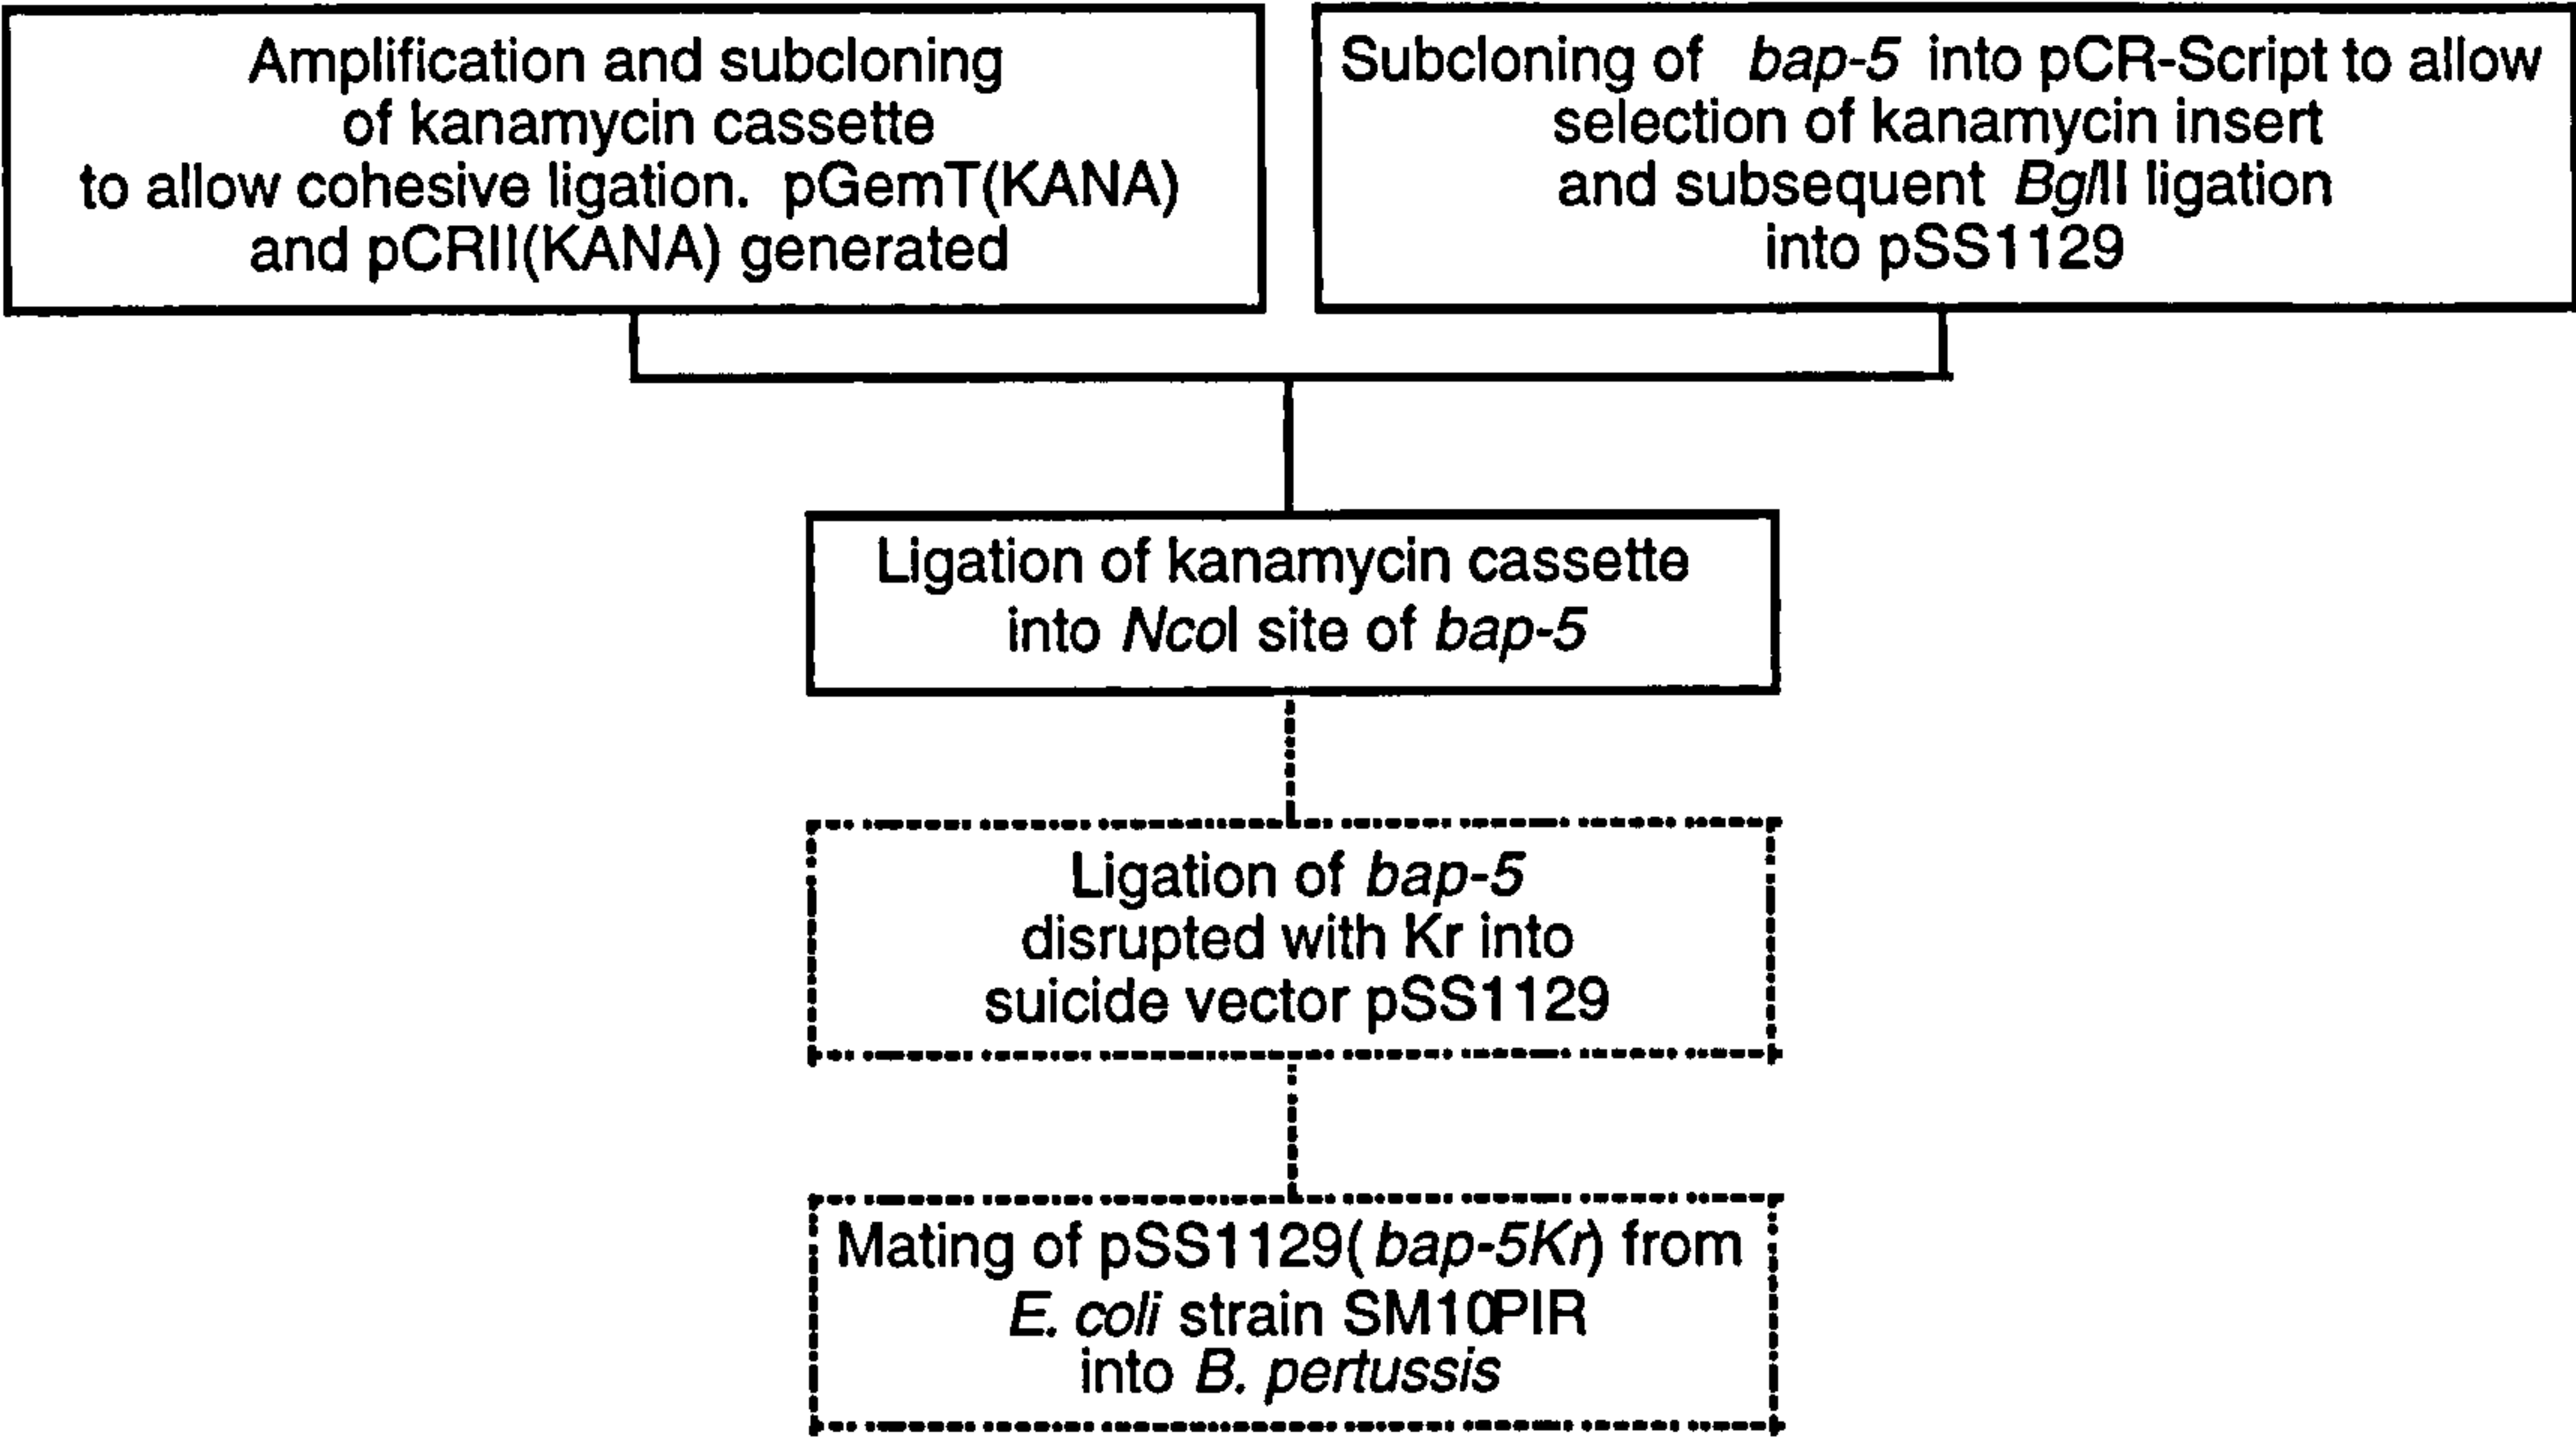 Amplification and subcloning
of kanamycin cassette
to allow cohesive ligation. pGemT(KANA)
and pCRII(KANA) generated
Subcloning of bap-5 into pCR-Script to allow
selection of kanamycin insert
and subsequent BglII ligation
into pSS1129
Ligation of kanamycin cassette
into NcoI site of bap-5
Ligation of bap-5
disrupted with Kr into
suicide vector pSS1129
Mating of pSS1129(bap-5Kr) from
E. coli strain SM10PIR
into B. pertussis